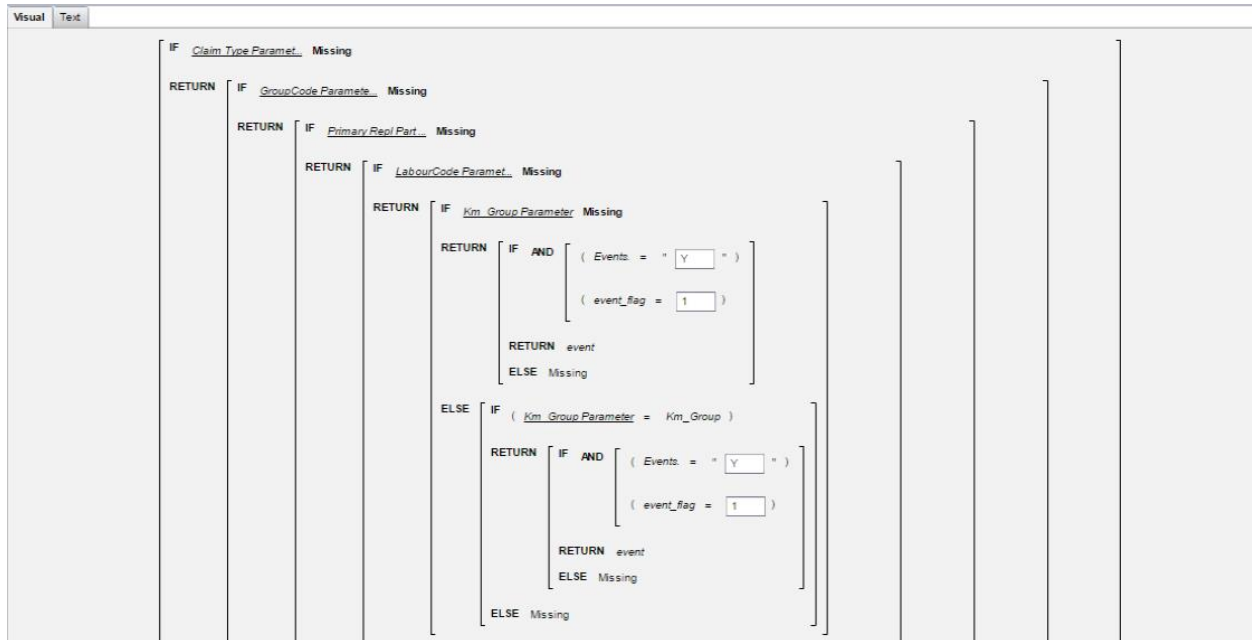 Visual Text
IF Claim Type Paramet... Missing
RETURN IF GroupCode Paramete... Missing
RETURN IF Primary Repl Part ... Missing
RETURN IF LabourCode Paramet... Missing
RETURN IF Km_Group Parameter Missing
RETURN IF AND ( Events. = " Y " )
( event_flag = 1 )
RETURN event
ELSE Missing
ELSE IF ( Km_Group Parameter = Km_Group )
RETURN IF AND ( Events. = " Y " )
( event_flag = 1 )
RETURN event
ELSE Missing
ELSE Missing